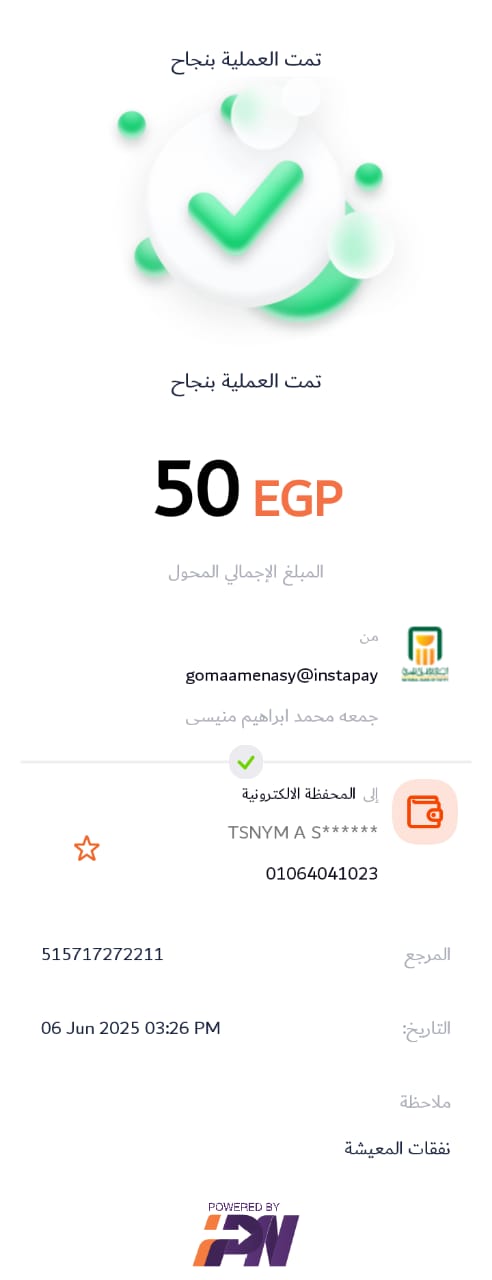 تمت العملية بنجاح
تمت العملية بنجاح
50 EGP
المبلغ الإجمالي المحول
من
gomaamenasy@instapay
جمعه محمد ابراهيم منيسى
إلى المحفظة الالكترونية
TSNYM A S******
01064041023
المرجع 515717272211
التاريخ: 06 Jun 2025 03:26 PM
ملاحظة
نفقات المعيشة
POWERED BY
IPN